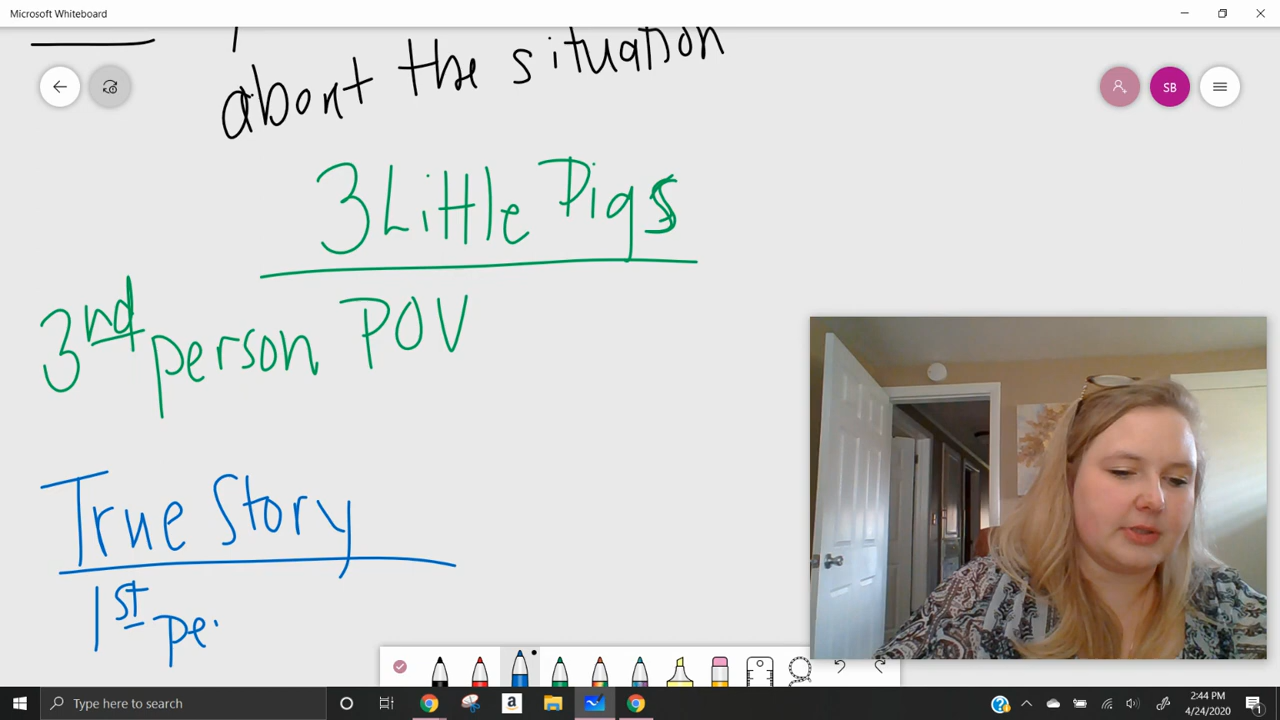 Microsoft Whiteboard
about the situation
SB
3 Little Pigs
3rd person POV
True Story
1st pe
Type here to search
2:44 PM
4/24/2020